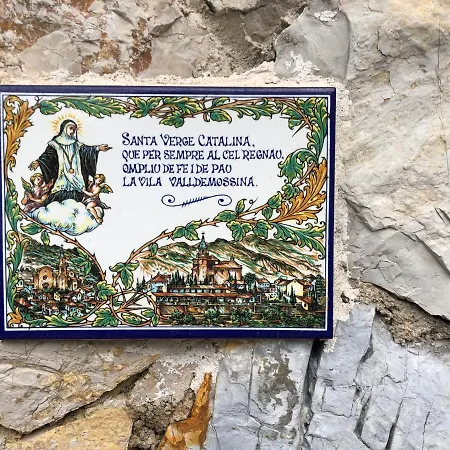 SANTA VERGE CATALINA,
QUE PER SEMPRE AL CEL REGNAU,
OMPLIU DE FE I DE PAU
LA VILA VALLDEMOSSINA.